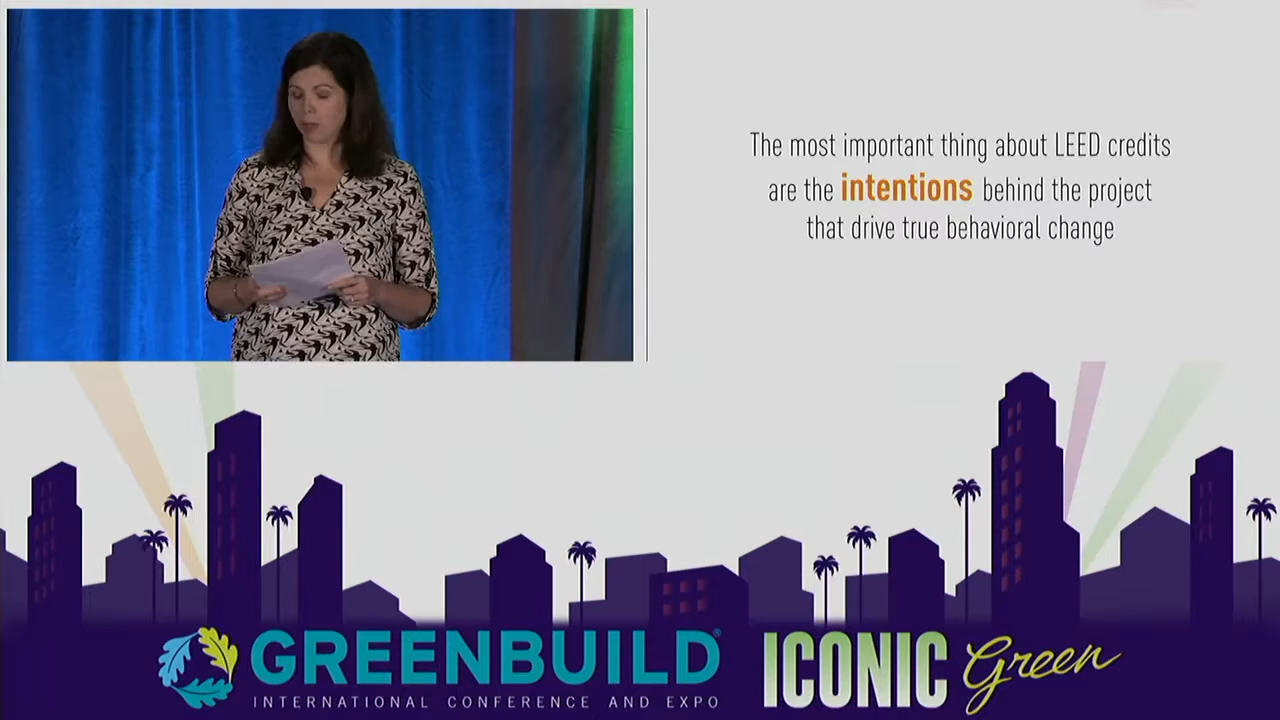 The most important thing about LEED credits
are the intentions behind the project
that drive true behavioral change
GREENBUILD®
INTERNATIONAL CONFERENCE AND EXPO
ICONIC Green